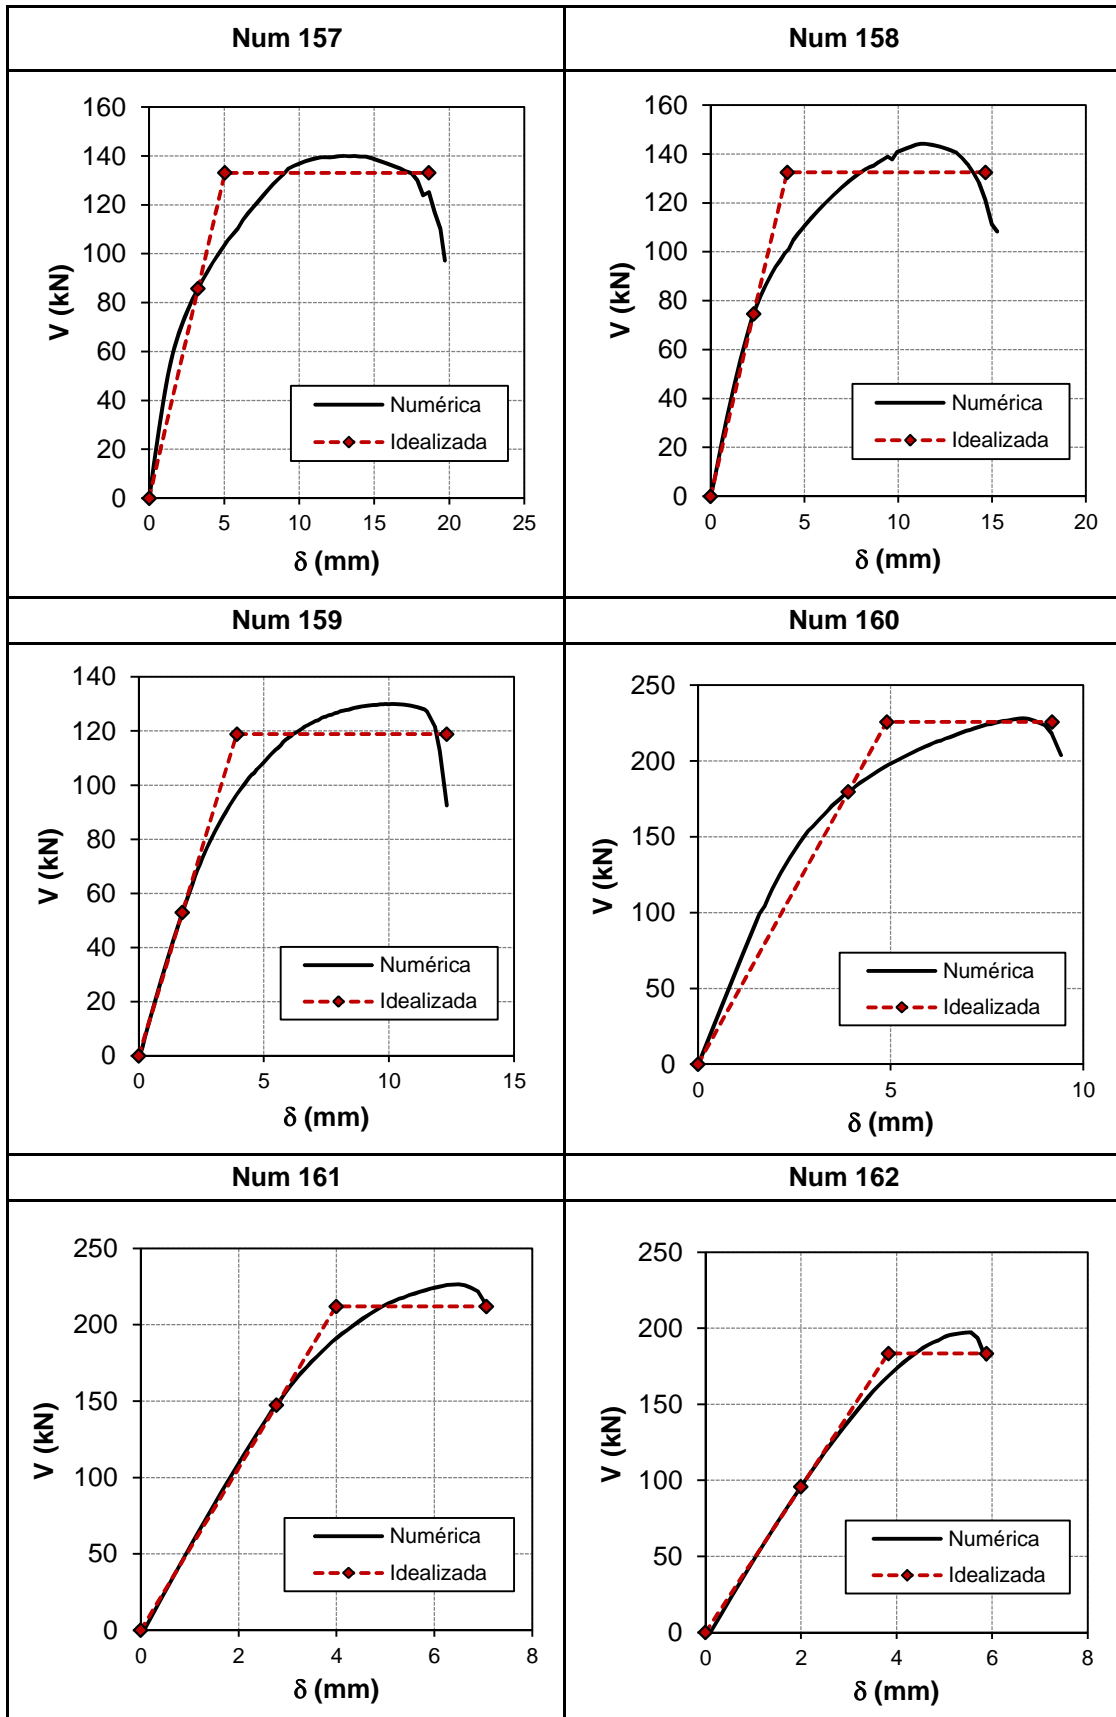 Num 157
Num 158
160
140
120
100
80
60
40
20
0
V (kN)
0 5 10 15 20 25
δ (mm)
Numérica
Idealizada
160
140
120
100
80
60
40
20
0
V (kN)
0 5 10 15 20
δ (mm)
Numérica
Idealizada
Num 159
Num 160
140
120
100
80
60
40
20
0
V (kN)
0 5 10 15
δ (mm)
Numérica
Idealizada
250
200
150
100
50
0
V (kN)
0 5 10
δ (mm)
Numérica
Idealizada
Num 161
Num 162
250
200
150
100
50
0
V (kN)
0 2 4 6 8
δ (mm)
Numérica
Idealizada
250
200
150
100
50
0
V (kN)
0 2 4 6 8
δ (mm)
Numérica
Idealizada